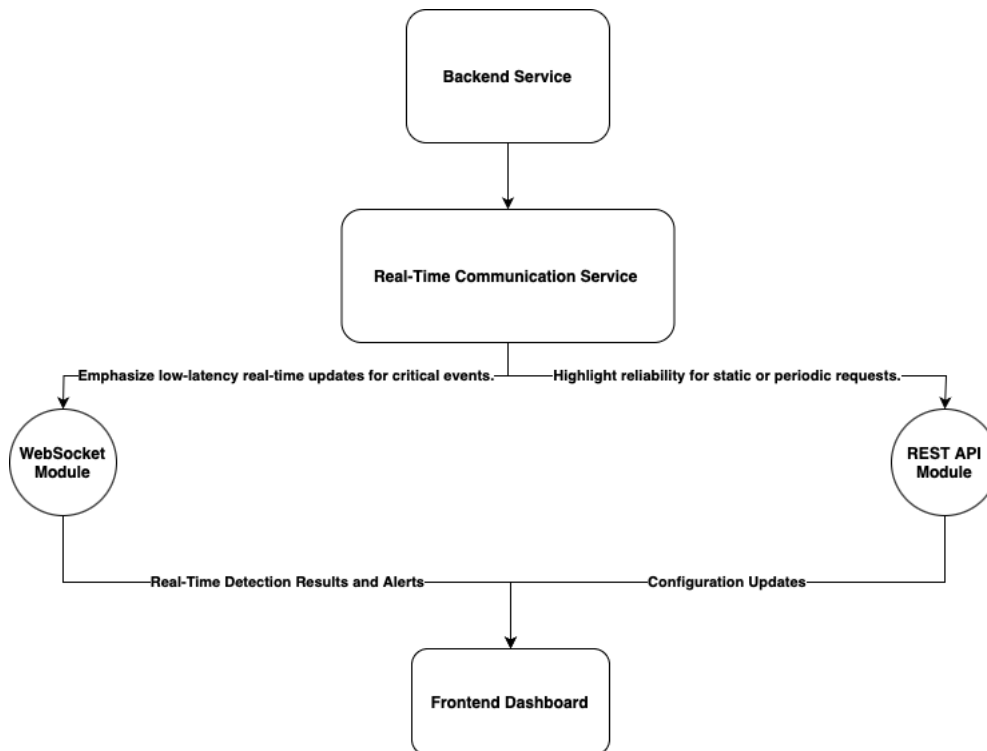 Backend Service
Real-Time Communication Service
Emphasize low-latency real-time updates for critical events.
Highlight reliability for static or periodic requests.
WebSocket
Module
REST API
Module
Real-Time Detection Results and Alerts
Configuration Updates
Frontend Dashboard